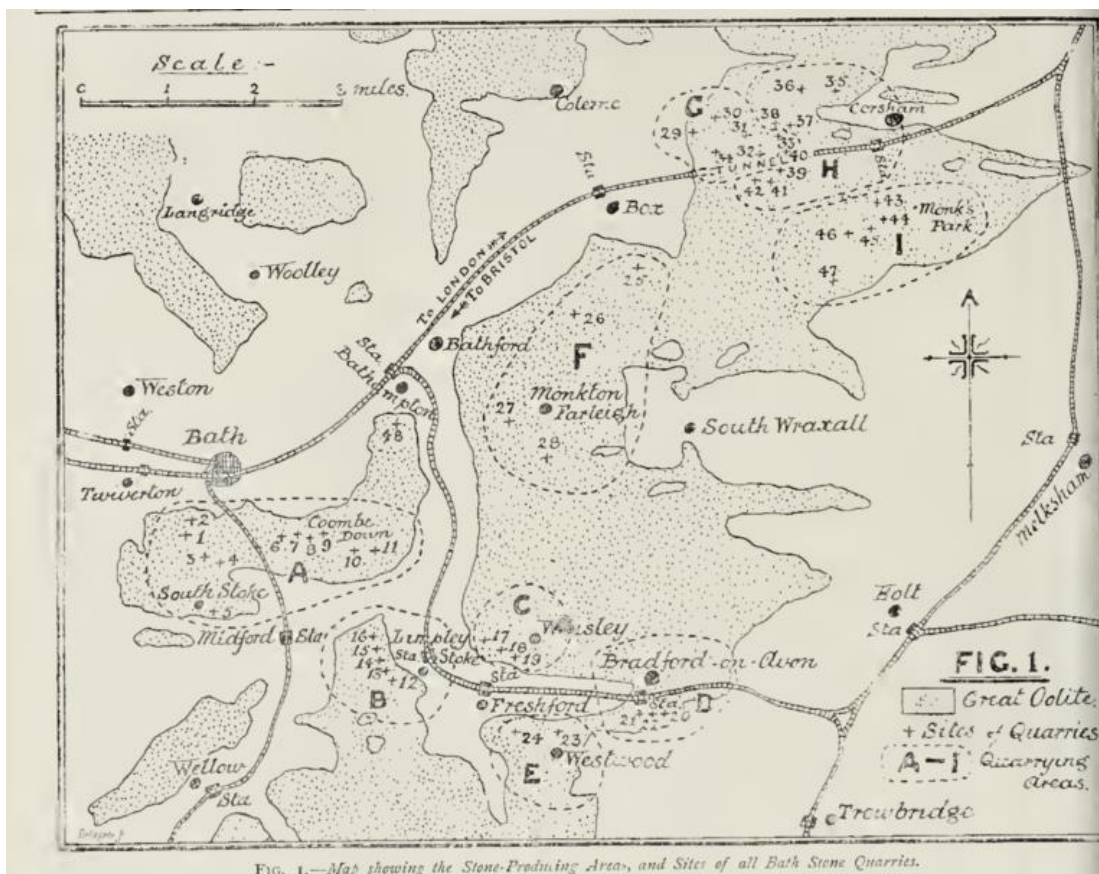 Scale :-
1 2 3 miles.
Colerne
36 35
G 30 38 Corsham
29 31 37
32 33
TUNNEL 40
39 H Sta
42 41
Sta
Langridge
Box
43
44 Monk's
Park
46 45 I
47
Woolley
To LONDON
To BRISTOL
25
26
F
A
Bathford
Sta
Bathampton
Weston
Monkton
Farleigh
27
28
South Wraxall
48
Sta
Bath
Twiverton
Sta
Melksham
2
1
3 4
Coombe
Down
6 7 8 9
10 11
A
South Stoke
5
Midford Sta
C
Winsley
17
18
19
Holt
Sta
16
15
14
13 12
Limpley
Stoke
Sta
B
Sta
Freshford
Bradford-on-Avon
Sta
D
21 20
24 23
E Westwood
Wellow
Sta
Trowbridge
FIG. 1.
Great Oolite.
+ Sites of Quarries
A-I Quarrying
Areas.
FIG. 1.—Map showing the Stone-Producing Areas, and Sites of all Bath Stone Quarries.